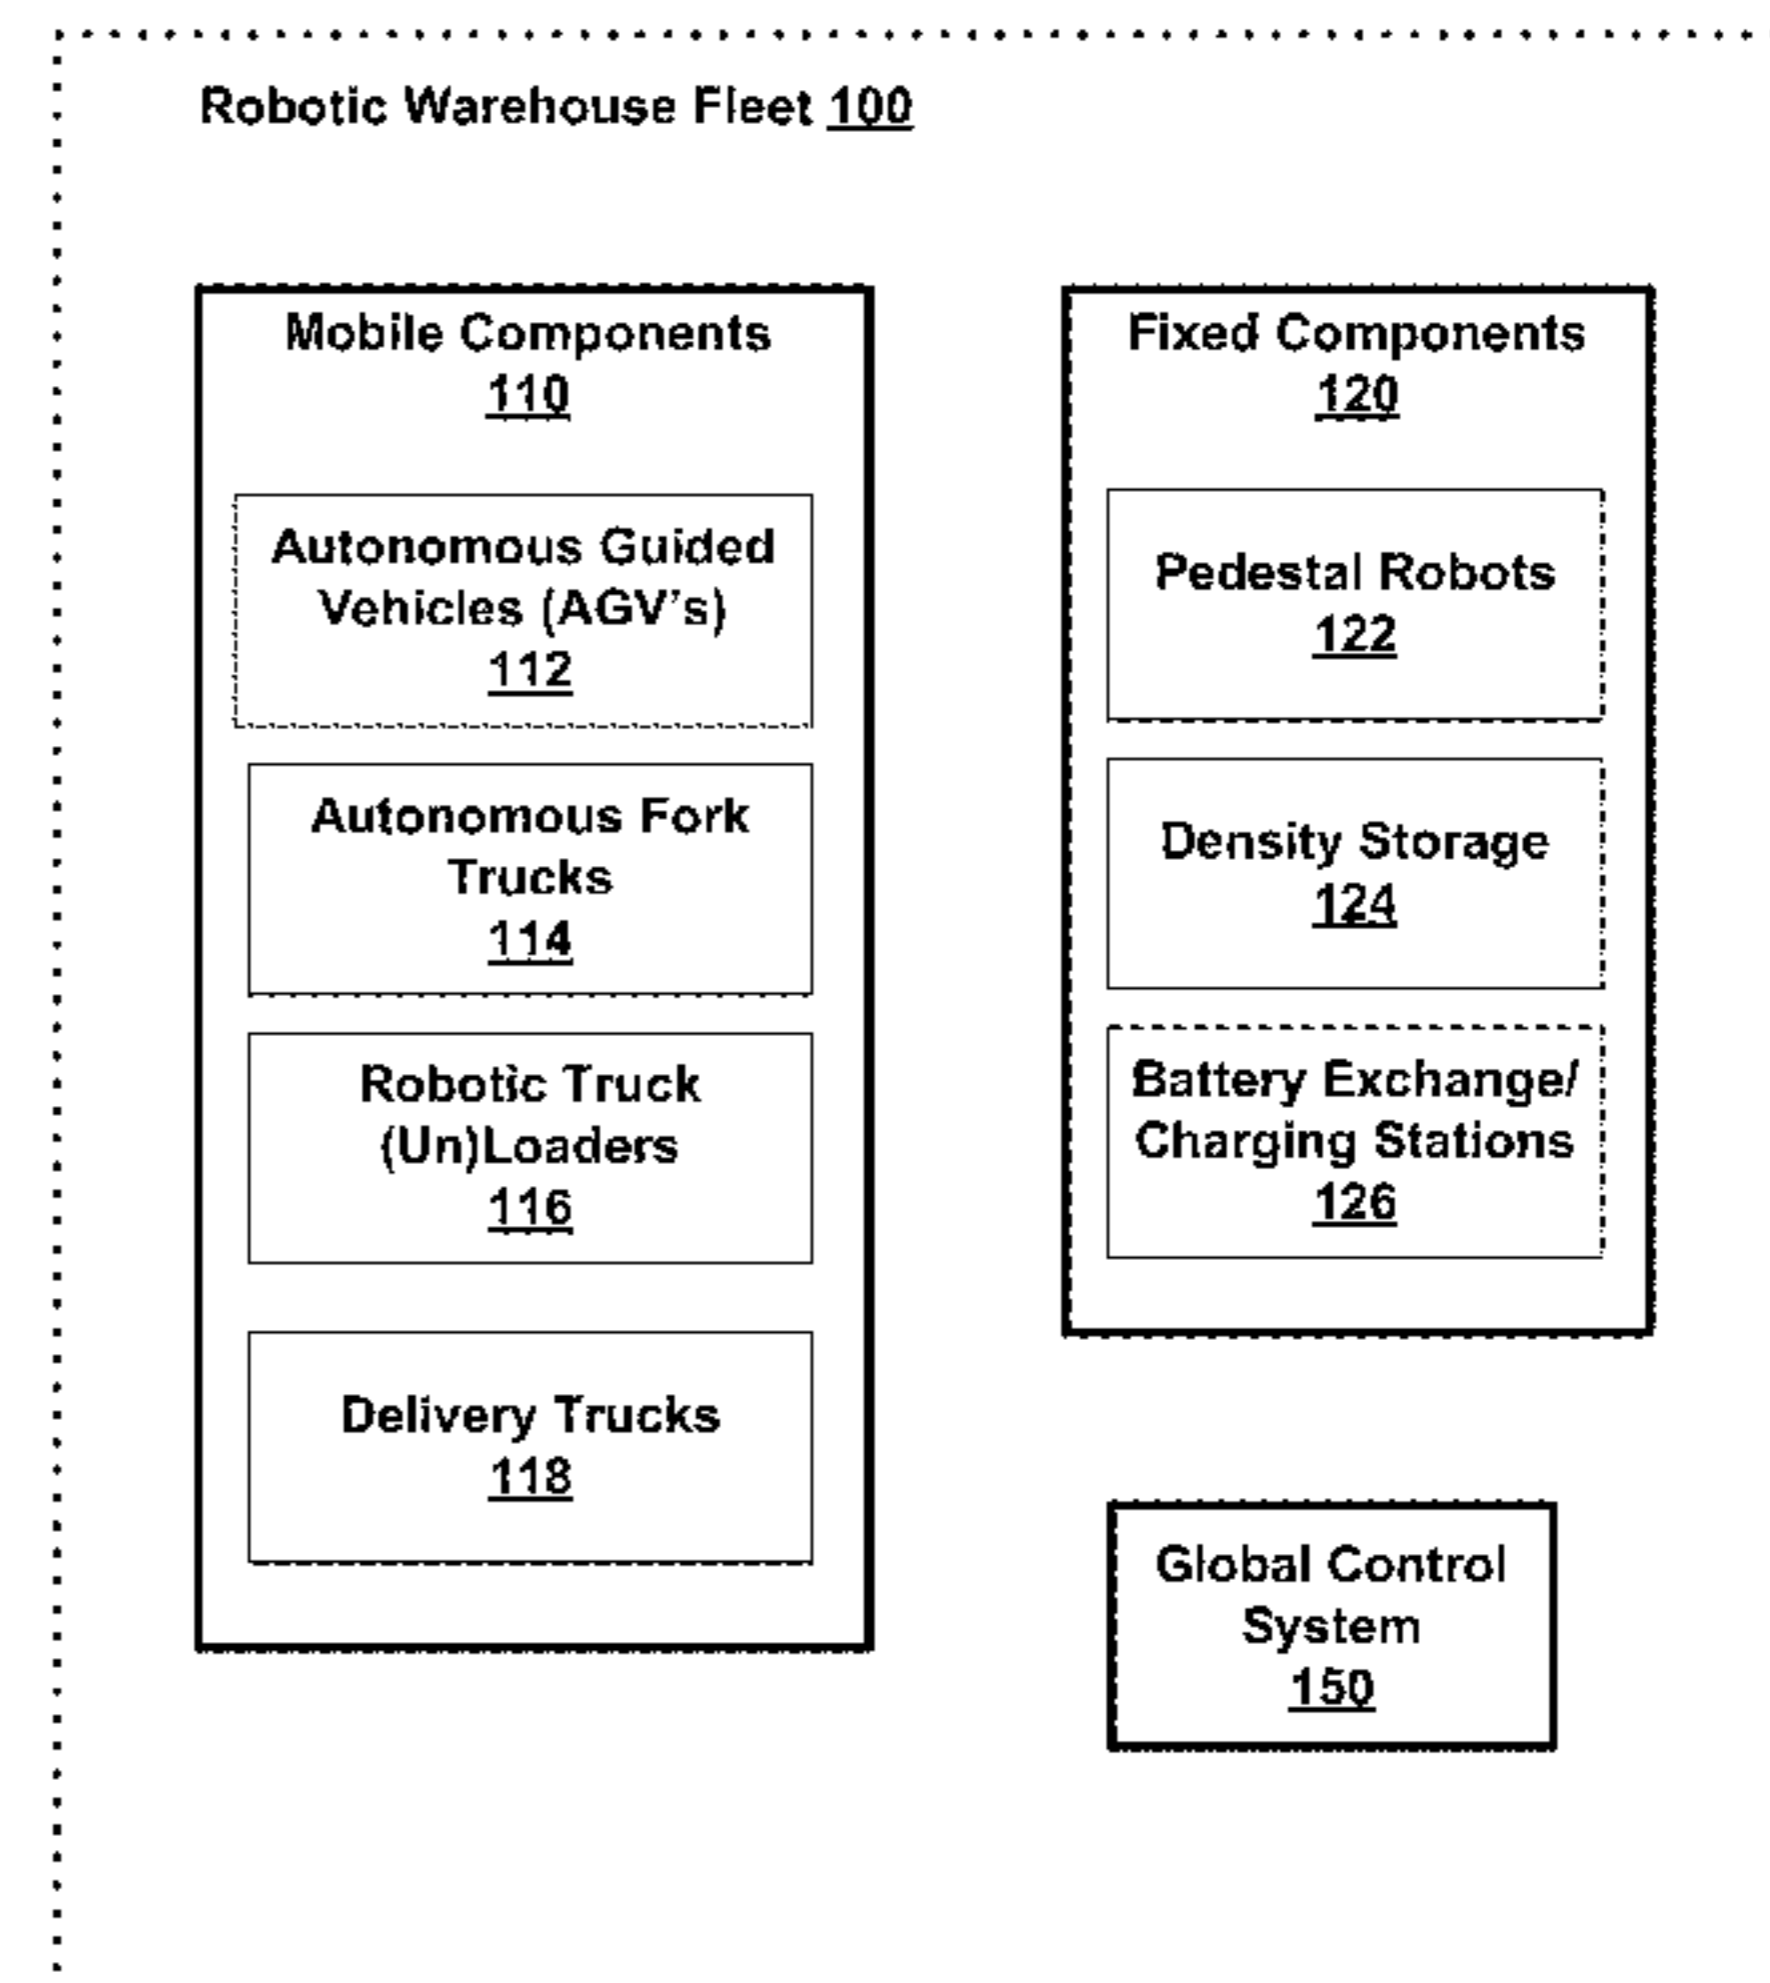 Robotic Warehouse Fleet 100
Mobile Components
110
Autonomous Guided
Vehicles (AGV's)
112
Autonomous Fork
Trucks
114
Robotic Truck
(Un)Loaders
116
Delivery Trucks
118
Fixed Components
120
Pedestal Robots
122
Density Storage
124
Battery Exchange/
Charging Stations
126
Global Control
System
150